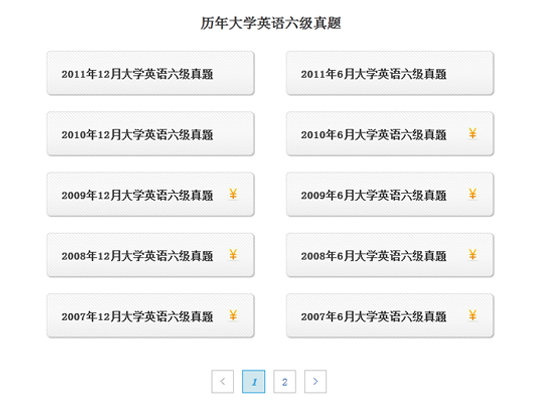 历年大学英语六级真题
2011年12月大学英语六级真题
2011年6月大学英语六级真题
2010年12月大学英语六级真题
2010年6月大学英语六级真题 ¥
2009年12月大学英语六级真题 ¥
2009年6月大学英语六级真题 ¥
2008年12月大学英语六级真题 ¥
2008年6月大学英语六级真题 ¥
2007年12月大学英语六级真题 ¥
2007年6月大学英语六级真题 ¥
< 1 2 >